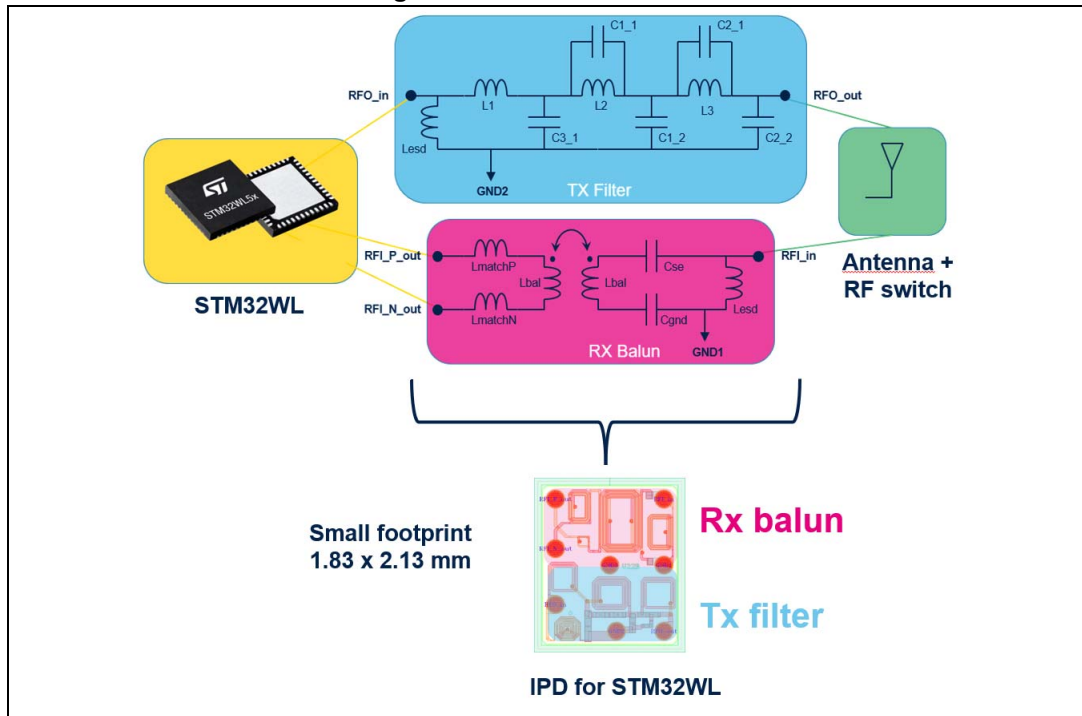 C1_1
C2_1
RFO_in
RFO_out
L1
L2
L3
Lesd
C3_1
C1_2
C2_2
GND2
TX Filter
STM32WL5x
STM32WL
RFI_P_out
RFI_N_out
LmatchP
LmatchN
Lbal
Lbal
Cse
Cgnd
Lesd
RFI_in
GND1
RX Balun
Antenna +
RF switch
Small footprint
1.83 x 2.13 mm
Rx balun
Tx filter
IPD for STM32WL